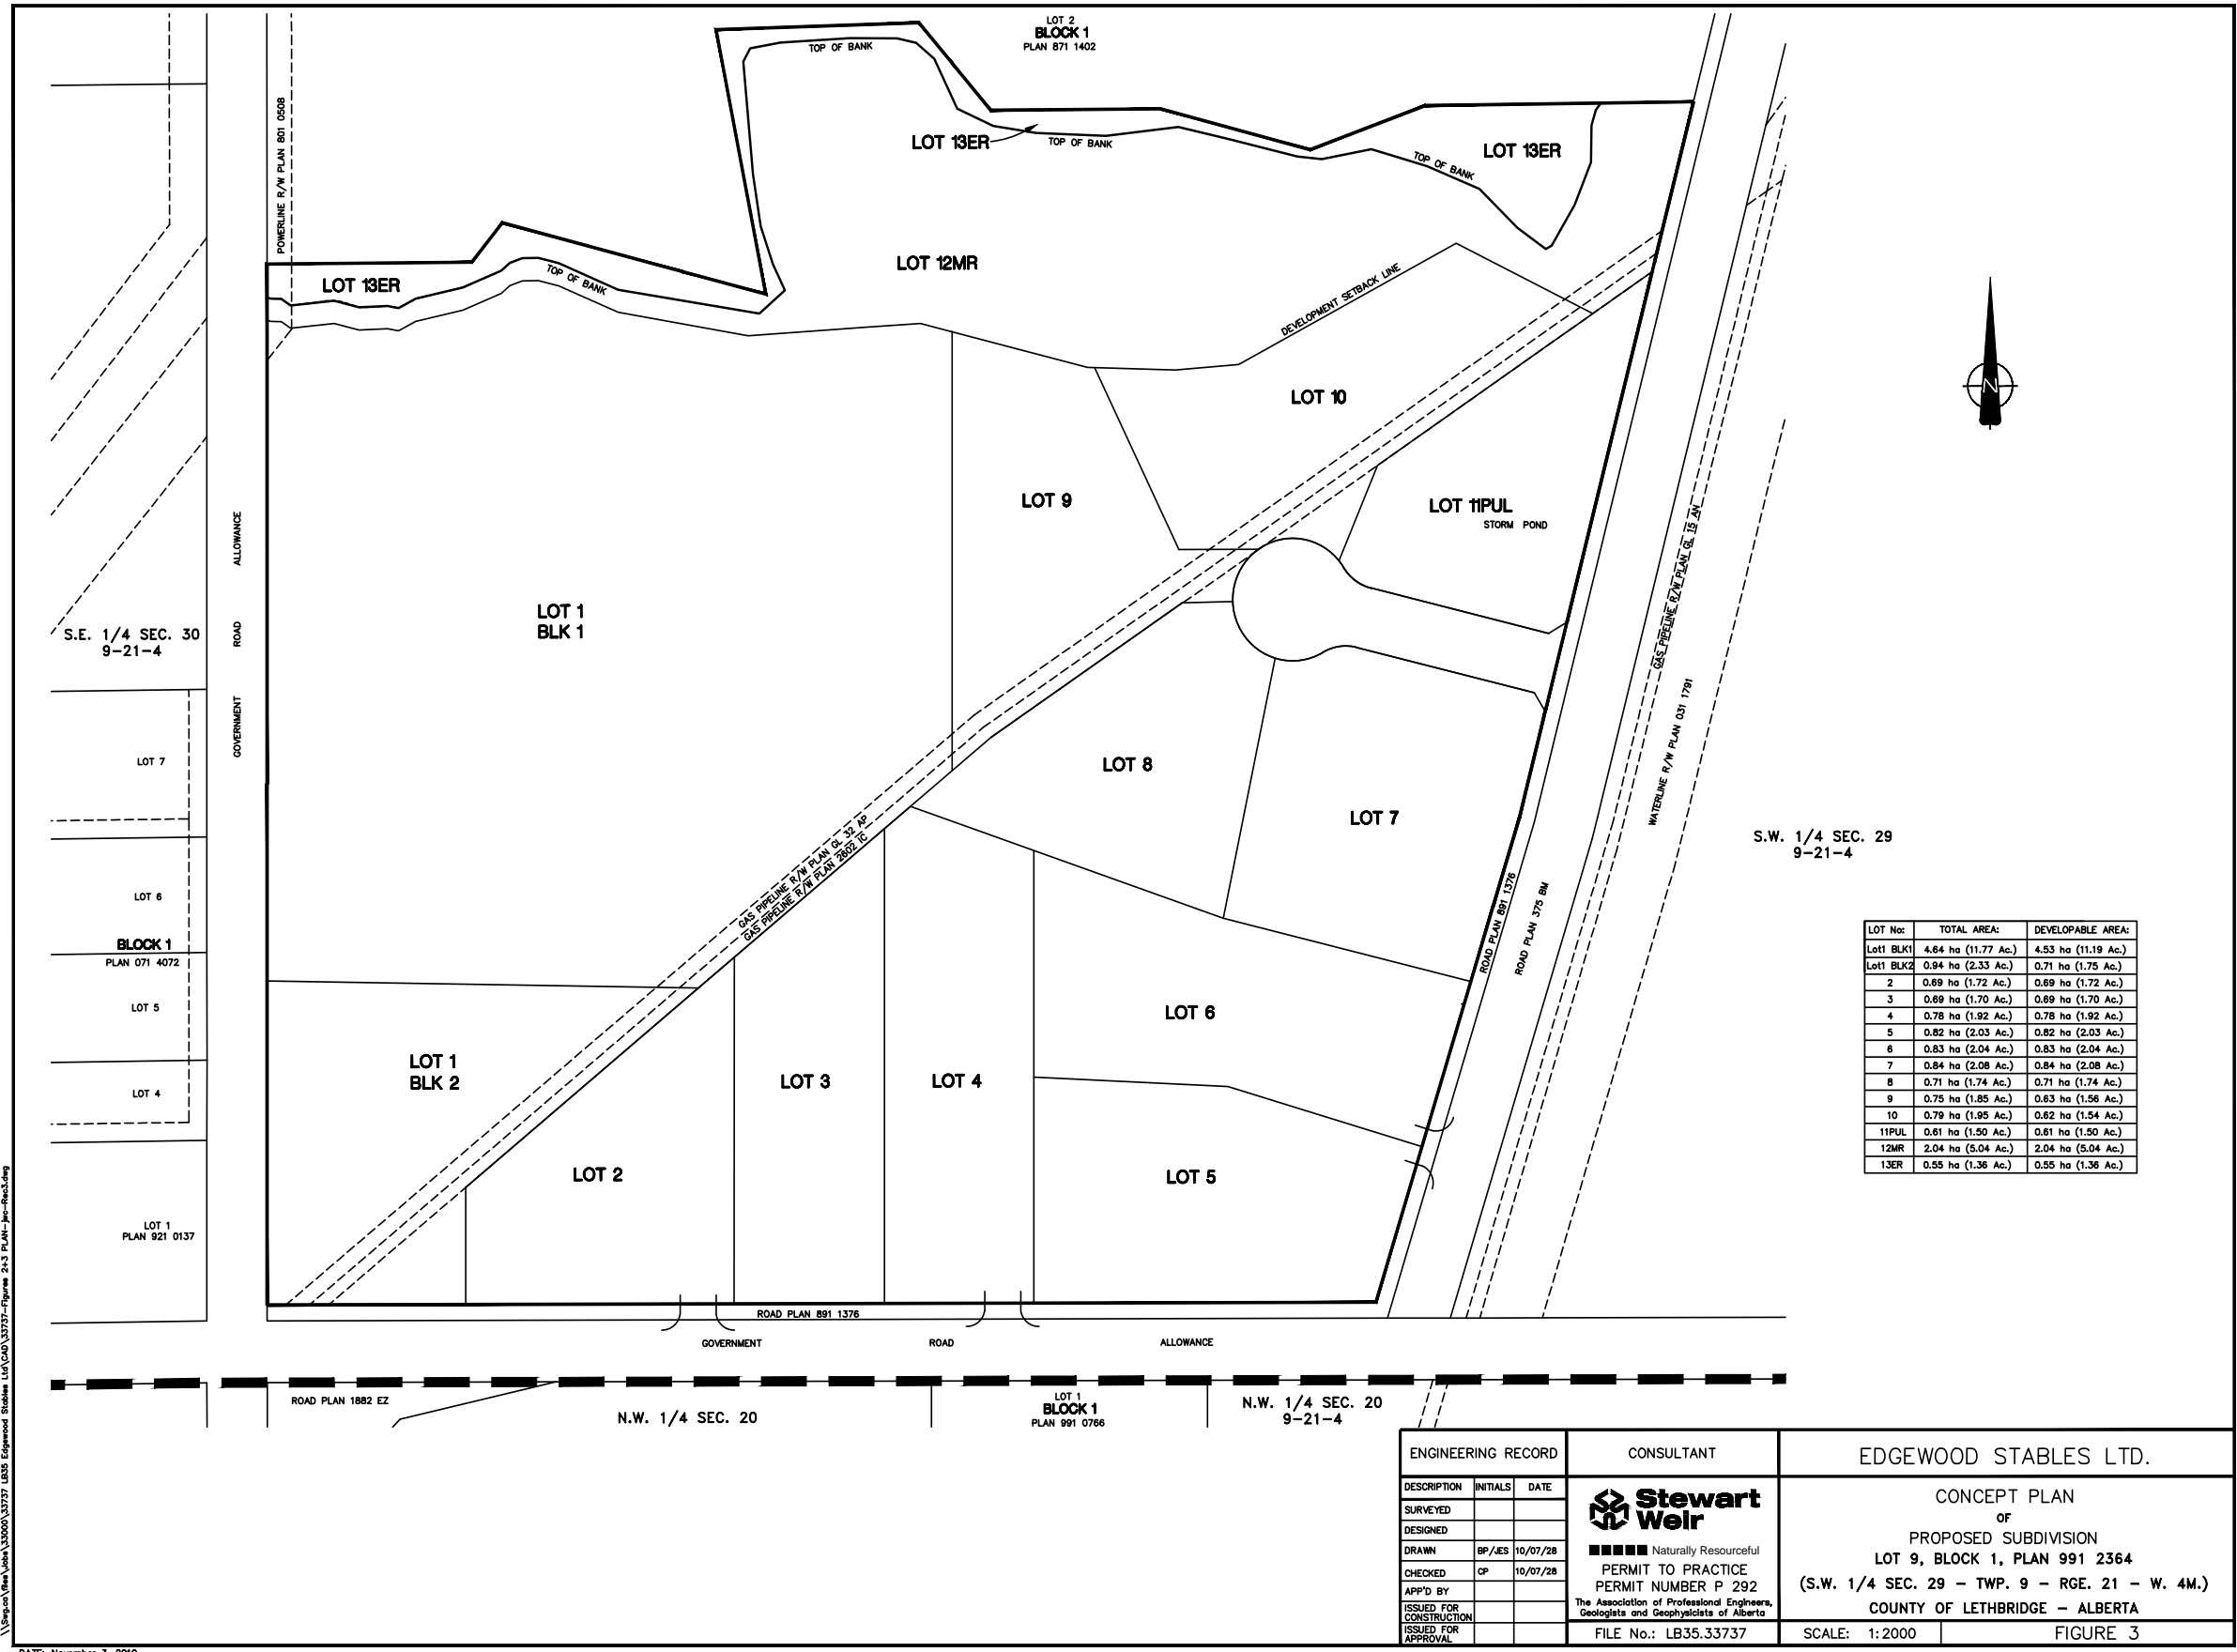 LOT 2
BLOCK 1
PLAN 871 1402
TOP OF BANK
POWERLINE R/W PLAN 801 0508
LOT 13ER
TOP OF BANK
LOT 13ER
TOP OF BANK
LOT 12MR
LOT 13ER
TOP OF BANK
DEVELOPMENT SETBACK LINE
N
LOT 10
LOT 9
LOT 11PUL
STORM POND
GAS PIPELINE R/W PLAN GL 15 AN
GOVERNMENT ROAD ALLOWANCE
LOT 1
BLK 1
S.E. 1/4 SEC. 30
9-21-4
WATERLINE R/W PLAN 031 1791
LOT 7
LOT 8
LOT 7
GAS PIPELINE R/W PLAN GL 32 AP
GAS PIPELINE R/W PLAN 2602 IC
S.W. 1/4 SEC. 29
9-21-4
LOT 6
BLOCK 1
PLAN 071 4072
LOT 5
ROAD PLAN 891 1376
ROAD PLAN 375 BM
LOT 6
LOT 1
BLK 2
LOT 3
LOT 4
LOT 4
LOT 2
LOT 5
LOT 1
PLAN 921 0137
LOT No: TOTAL AREA: DEVELOPABLE AREA:
Lot1 BLK1 4.64 ha (11.77 Ac.) 4.53 ha (11.19 Ac.)
Lot1 BLK2 0.94 ha (2.33 Ac.) 0.71 ha (1.75 Ac.)
2 0.69 ha (1.72 Ac.) 0.69 ha (1.72 Ac.)
3 0.69 ha (1.70 Ac.) 0.69 ha (1.70 Ac.)
4 0.78 ha (1.92 Ac.) 0.78 ha (1.92 Ac.)
5 0.82 ha (2.03 Ac.) 0.82 ha (2.03 Ac.)
6 0.83 ha (2.04 Ac.) 0.83 ha (2.04 Ac.)
7 0.84 ha (2.08 Ac.) 0.84 ha (2.08 Ac.)
8 0.71 ha (1.74 Ac.) 0.71 ha (1.74 Ac.)
9 0.75 ha (1.85 Ac.) 0.63 ha (1.56 Ac.)
10 0.79 ha (1.95 Ac.) 0.62 ha (1.54 Ac.)
11PUL 0.61 ha (1.50 Ac.) 0.61 ha (1.50 Ac.)
12MR 2.04 ha (5.04 Ac.) 2.04 ha (5.04 Ac.)
13ER 0.55 ha (1.36 Ac.) 0.55 ha (1.36 Ac.)
ROAD PLAN 891 1376
GOVERNMENT ROAD ALLOWANCE
ROAD PLAN 1882 EZ
N.W. 1/4 SEC. 20
LOT 1
BLOCK 1
PLAN 991 0766
N.W. 1/4 SEC. 20
9-21-4
ENGINEERING RECORD
DESCRIPTION INITIALS DATE
SURVEYED
DESIGNED
DRAWN BP/JES 10/07/28
CHECKED CP 10/07/28
APP'D BY
ISSUED FOR
CONSTRUCTION
ISSUED FOR
APPROVAL
CONSULTANT
Stewart
Weir
Naturally Resourceful
PERMIT TO PRACTICE
PERMIT NUMBER P 292
The Association of Professional Engineers,
Geologists and Geophysicists of Alberta
FILE No.: LB35.33737
EDGEWOOD STABLES LTD.
CONCEPT PLAN
OF
PROPOSED SUBDIVISION
LOT 9, BLOCK 1, PLAN 991 2364
(S.W. 1/4 SEC. 29 - TWP. 9 - RGE. 21 - W. 4M.)
COUNTY OF LETHBRIDGE - ALBERTA
SCALE: 1:2000
FIGURE 3